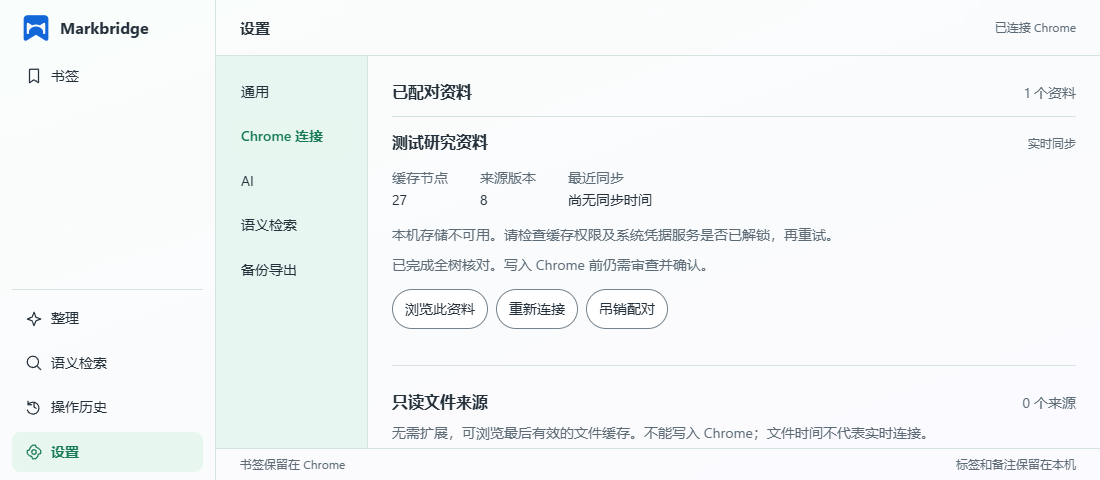 Markbridge
书签
整理
语义检索
操作历史
设置
设置
已连接 Chrome
通用
Chrome 连接
AI
语义检索
备份导出
已配对资料
1 个资料
测试研究资料
实时同步
缓存节点 来源版本 最近同步
27 8 尚无同步时间
本机存储不可用。请检查缓存权限及系统凭据服务是否已解锁，再重试。
已完成全树核对。写入 Chrome 前仍需审查并确认。
浏览此资料 重新连接 吊销配对
只读文件来源
0 个来源
无需扩展，可浏览最后有效的文件缓存。不能写入 Chrome；文件时间不代表实时连接。
书签保留在 Chrome
标签和备注保留在本机